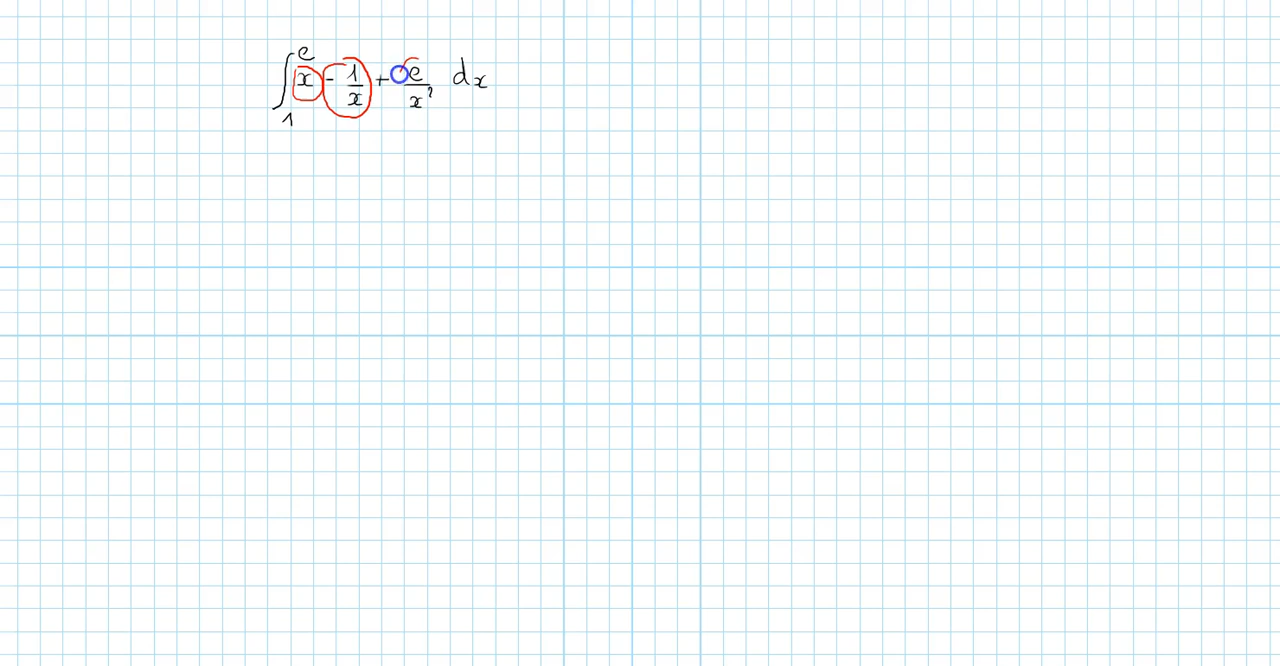 ∫₁ᵉ x - 1/x + e/x² dx